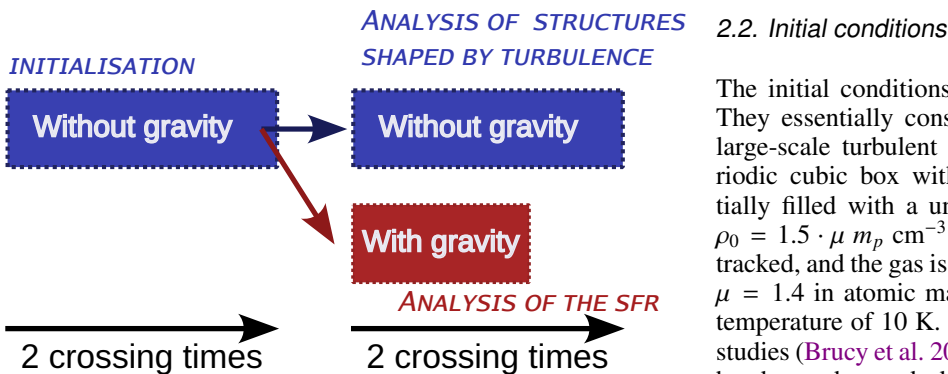 ANALYSIS OF STRUCTURES
SHAPED BY TURBULENCE
INITIALISATION
Without gravity
Without gravity
With gravity
ANALYSIS OF THE SFR
2 crossing times
2 crossing times
2.2. Initial conditions
The initial conditions
They essentially cons
large-scale turbulent
riodic cubic box with
tially filled with a un
ρ₀ = 1.5 · μ mₚ cm⁻³
tracked, and the gas is
μ = 1.4 in atomic ma
temperature of 10 K.
studies (Brucy et al. 20